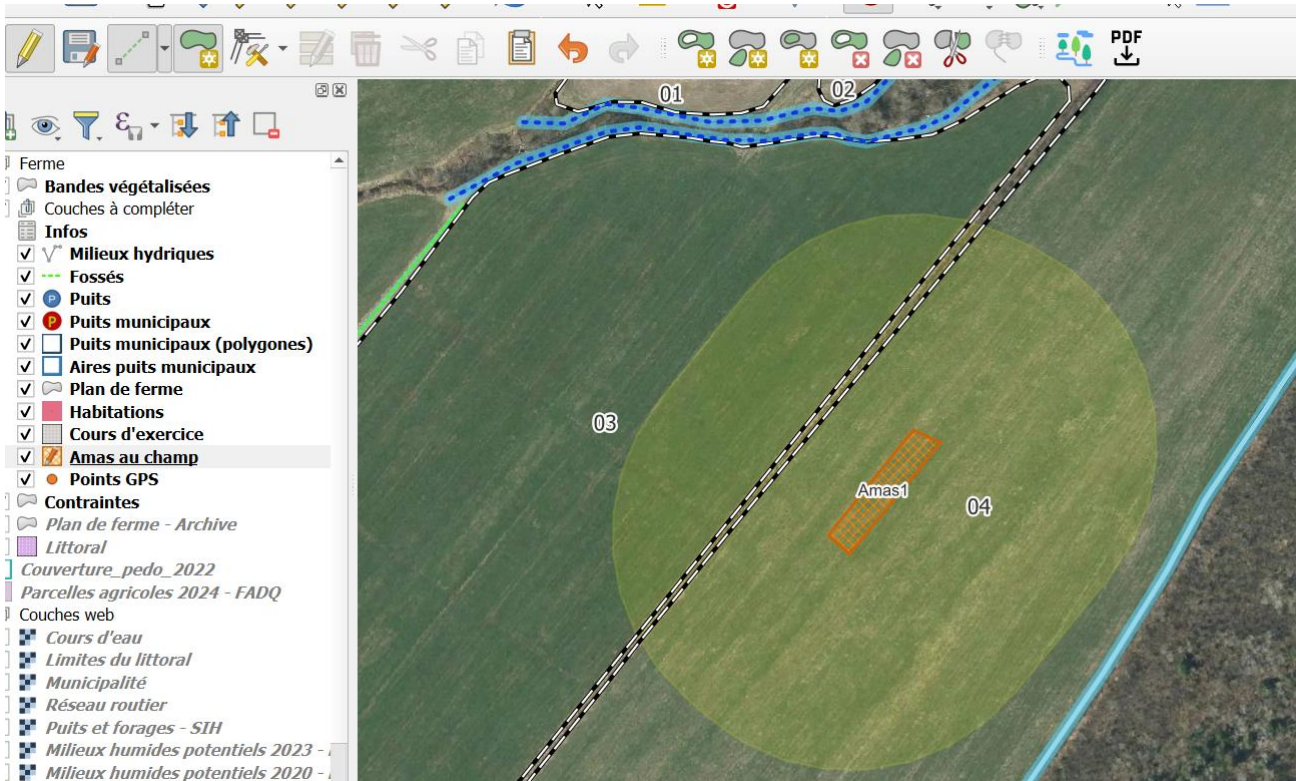 PDF
Ferme
Bandes végétalisées
Couches à compléter
Infos
Milieux hydriques
Fossés
P Puits
P Puits municipaux
Puits municipaux (polygones)
Aires puits municipaux
Plan de ferme
Habitations
Cours d'exercice
Amas au champ
Points GPS
Contraintes
Plan de ferme - Archive
Littoral
Couverture_pedo_2022
Parcelles agricoles 2024 - FADQ
Couches web
Cours d'eau
Limites du littoral
Municipalité
Réseau routier
Puits et forages - SIH
Milieux humides potentiels 2023 -
Milieux humides potentiels 2020 -
01
02
03
Amas1
04